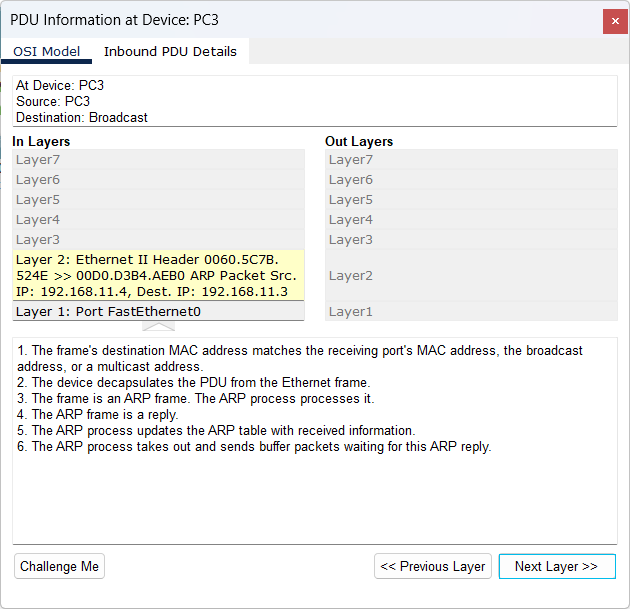 PDU Information at Device: PC3
OSI Model Inbound PDU Details
At Device: PC3
Source: PC3
Destination: Broadcast
In Layers
Layer7
Layer6
Layer5
Layer4
Layer3
Layer 2: Ethernet II Header 0060.5C7B.
524E >> 00D0.D3B4.AEB0 ARP Packet Src.
IP: 192.168.11.4, Dest. IP: 192.168.11.3
Layer 1: Port FastEthernet0
Out Layers
Layer7
Layer6
Layer5
Layer4
Layer3
Layer2
Layer1
1. The frame's destination MAC address matches the receiving port's MAC address, the broadcast
address, or a multicast address.
2. The device decapsulates the PDU from the Ethernet frame.
3. The frame is an ARP frame. The ARP process processes it.
4. The ARP frame is a reply.
5. The ARP process updates the ARP table with received information.
6. The ARP process takes out and sends buffer packets waiting for this ARP reply.
Challenge Me << Previous Layer Next Layer >>